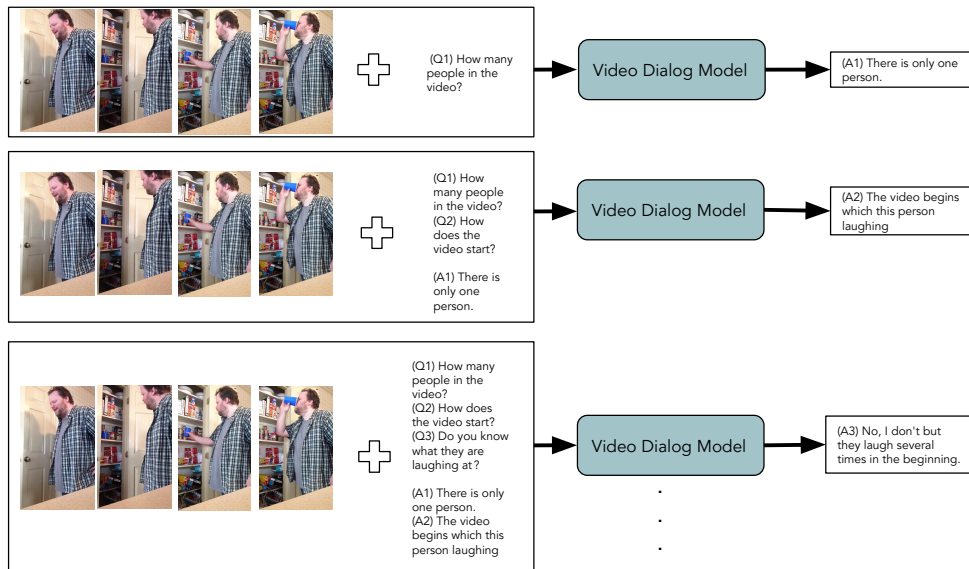 (Q1) How many
people in the
video?
Video Dialog Model
(A1) There is only one
person.
(Q1) How
many people
in the video?
(Q2) How
does the
video start?
(A1) There is
only one
person.
Video Dialog Model
(A2) The video begins
which this person
laughing
(Q1) How many
people in the
video?
(Q2) How does
the video start?
(Q3) Do you know
what they are
laughing at?
(A1) There is only
one person.
(A2) The video
begins which this
person laughing
Video Dialog Model
(A3) No, I don't but
they laugh several
times in the beginning.